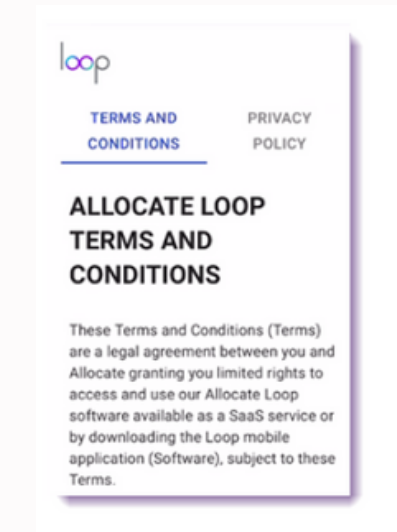 loop
TERMS AND
CONDITIONS
PRIVACY
POLICY
ALLOCATE LOOP
TERMS AND
CONDITIONS
These Terms and Conditions (Terms)
are a legal agreement between you and
Allocate granting you limited rights to
access and use our Allocate Loop
software available as a SaaS service or
by downloading the Loop mobile
application (Software), subject to these
Terms.